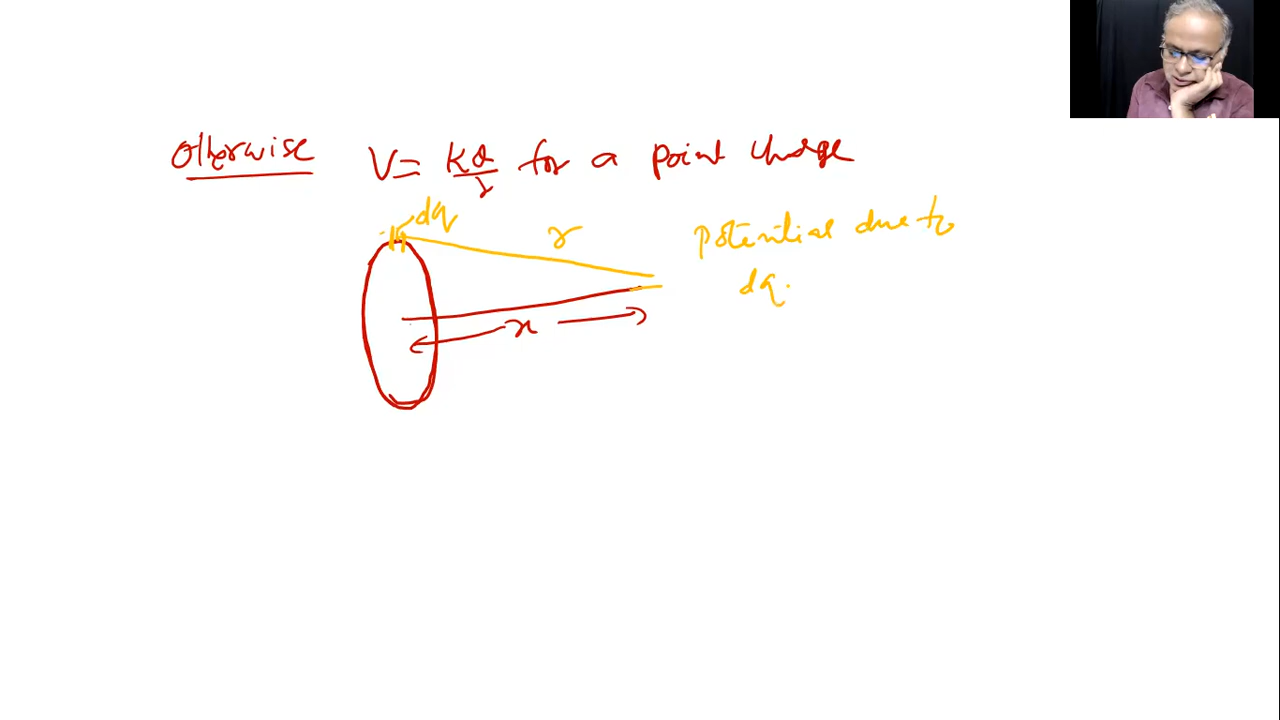 Otherwise V = KQ/r for a point charge
dq
r
potential due to
dq.
x